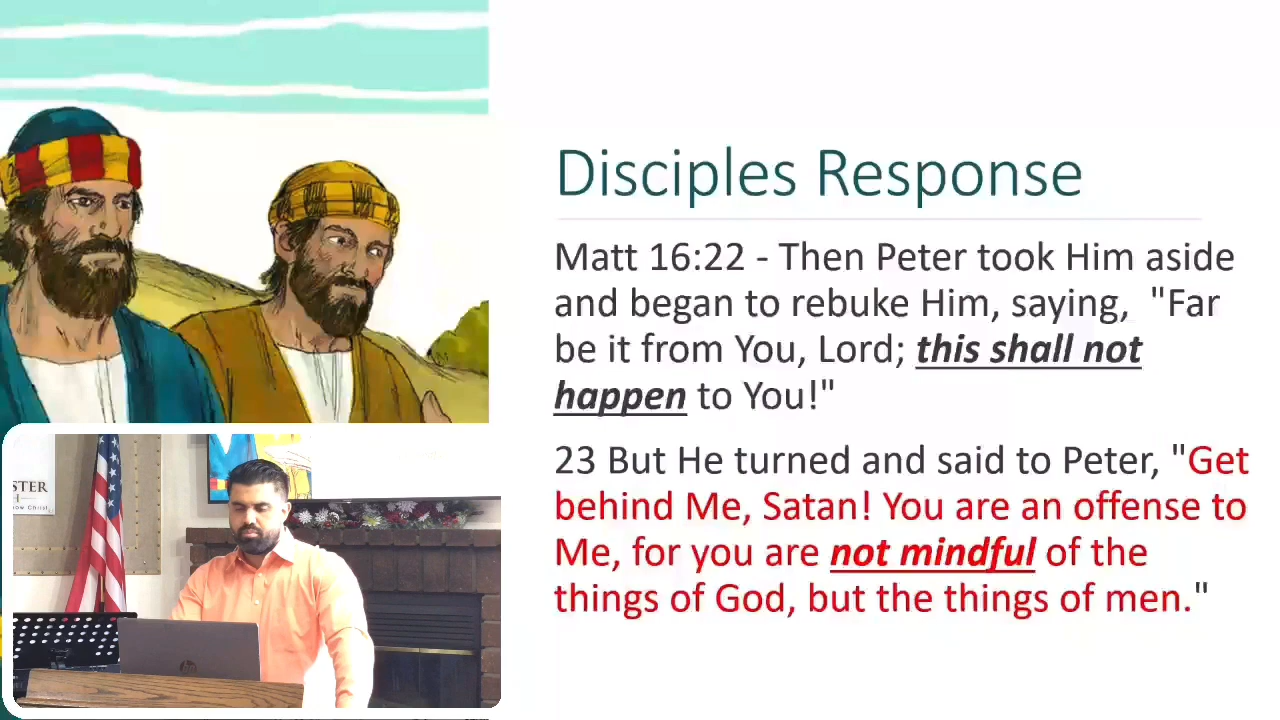 Disciples Response
Matt 16:22 - Then Peter took Him aside
and began to rebuke Him, saying, "Far
be it from You, Lord; this shall not
happen to You!"
23 But He turned and said to Peter, "Get
behind Me, Satan! You are an offense to
Me, for you are not mindful of the
things of God, but the things of men."
STER
H
ow Christ
hp